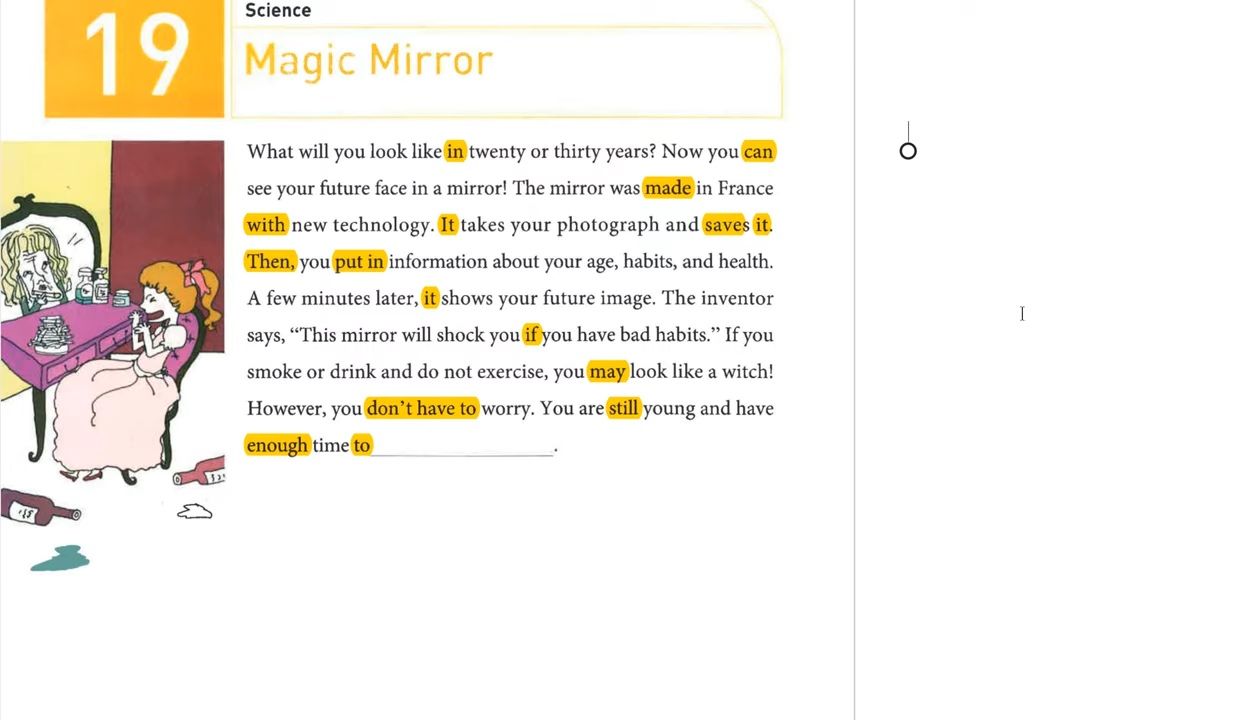 19
Science
Magic Mirror
What will you look like in twenty or thirty years? Now you can
see your future face in a mirror! The mirror was made in France
with new technology. It takes your photograph and saves it.
Then, you put in information about your age, habits, and health.
A few minutes later, it shows your future image. The inventor
says, “This mirror will shock you if you have bad habits.” If you
smoke or drink and do not exercise, you may look like a witch!
However, you don’t have to worry. You are still young and have
enough time to ____________________.